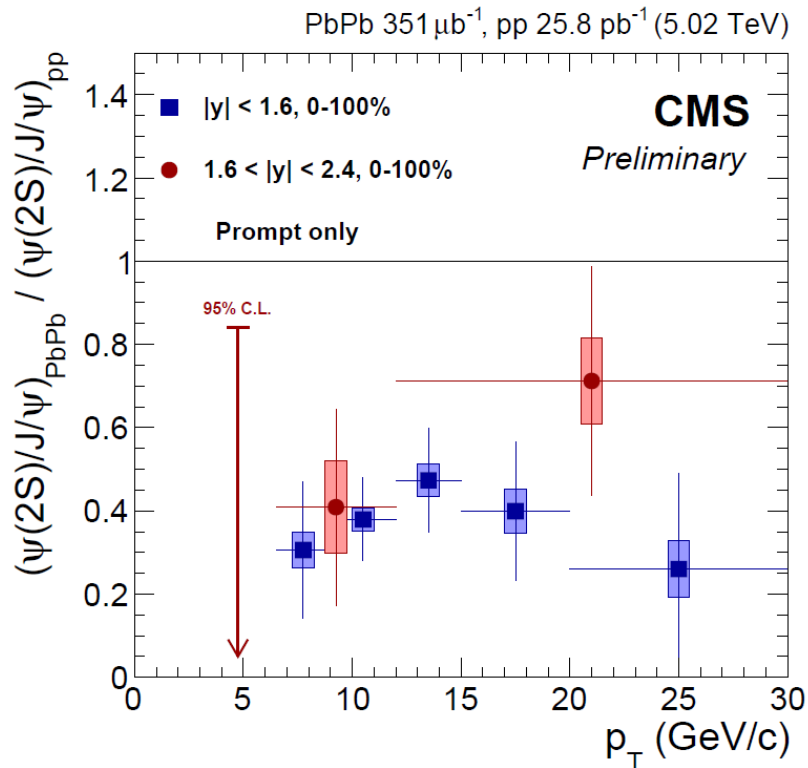 PbPb 351 μb⁻¹, pp 25.8 pb⁻¹ (5.02 TeV)
(ψ(2S)/J/ψ)PbPb / (ψ(2S)/J/ψ)pp
1.4
1.2
1
0.8
0.6
0.4
0.2
0
|y| < 1.6, 0-100%
1.6 < |y| < 2.4, 0-100%
Prompt only
CMS
Preliminary
95% C.L.
0 5 10 15 20 25 30
pT (GeV/c)